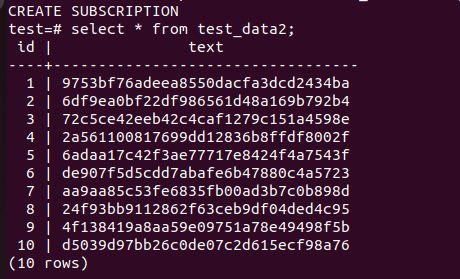 CREATE SUBSCRIPTION
test=# select * from test_data2;
 id |               text
----+----------------------------------
  1 | 9753bf76adeea8550dacfa3dcd2434ba
  2 | 6df9ea0bf22df986561d48a169b792b4
  3 | 72c5ce42eeb42c4caf1279c151a4598e
  4 | 2a561100817699dd12836b8ffdf8002f
  5 | 6adaa17c42f3ae77717e8424f4a7543f
  6 | de907f5d5cdd7abafe6b47880c4a5723
  7 | aa9aa85c53fe6835fb00ad3b7c0b898d
  8 | 24f93bb9112862f63ceb9df04ded4c95
  9 | 4f138419a8aa59e09751a78e49498f5b
 10 | d5039d97bb26c0de07c2d615ecf98a76
(10 rows)